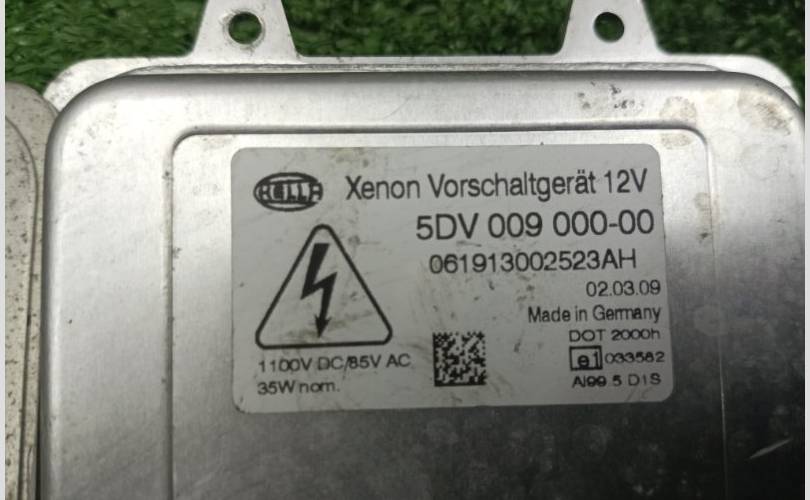 HELLA Xenon Vorschaltgerät 12V
5DV 009 000-00
061913002523AH
02.03.09
Made in Germany
DOT 2000h
e1 033582
1100V DC/85V AC
35W nom.
Al99.5 D1S